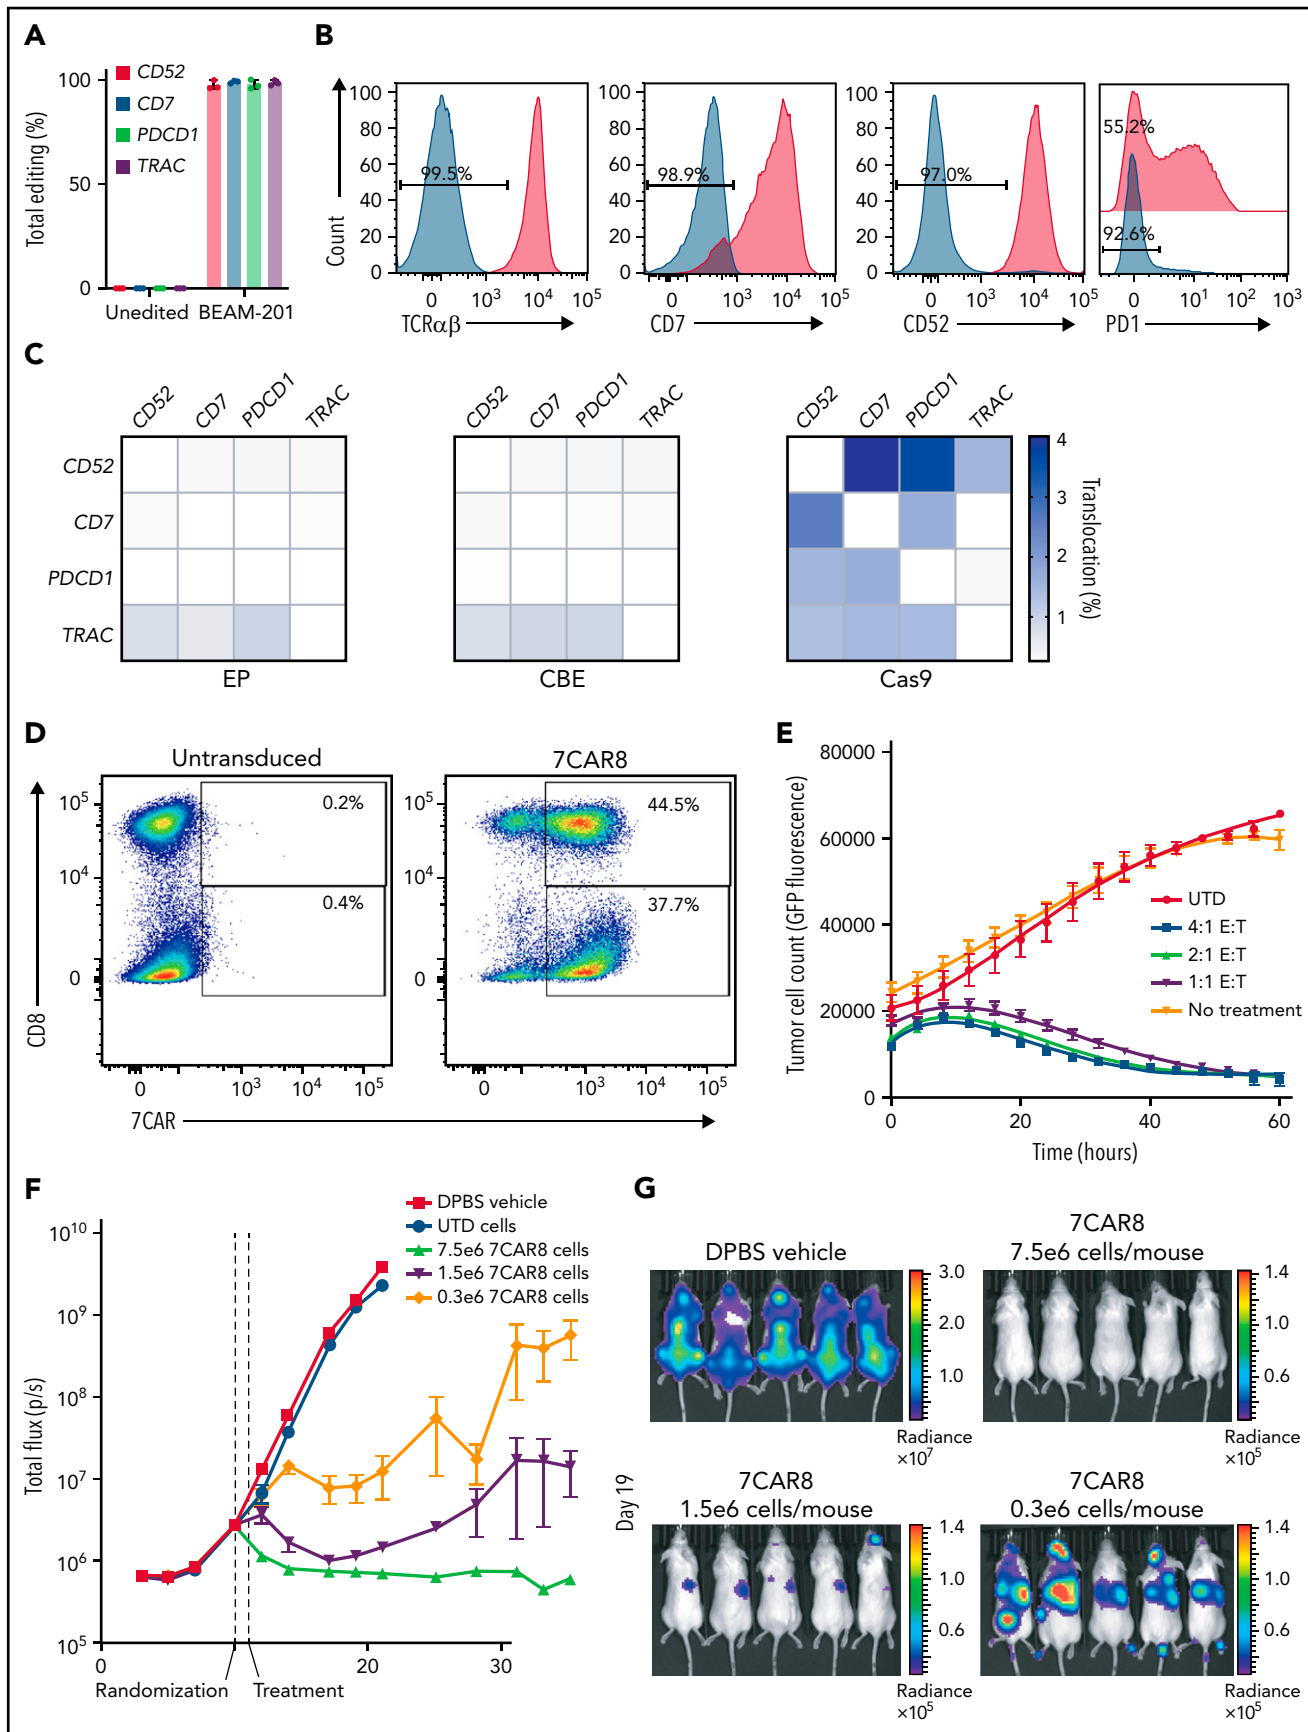 A
100
50
0
Total editing (%)
CD52
CD7
PDCD1
TRAC
Unedited BEAM-201
B
Count
100
80
60
40
20
0
99.5%
0 10³ 10⁴ 10⁵
TCRαβ
100
80
60
40
20
0
98.9%
0 10³ 10⁴ 10⁵
CD7
100
80
60
40
20
0
97.0%
0 10³ 10⁴ 10⁵
CD52
55.2%
92.6%
0 10¹ 10² 10³
PD1
C
CD52 CD7 PDCD1 TRAC
CD52 CD7 PDCD1 TRAC
CD52 CD7 PDCD1 TRAC
CD52
CD7
PDCD1
TRAC
EP
CBE
Cas9
4
3
2
1
Translocation (%)
D
Untransduced
7CAR8
CD8
10⁵
10⁴
0
0.2%
0.4%
0 10³ 10⁴ 10⁵
10⁵
10⁴
0
44.5%
37.7%
0 10³ 10⁴ 10⁵
7CAR
E
Tumor cell count (GFP fluorescence)
80000
60000
40000
20000
0
UTD
4:1 E:T
2:1 E:T
1:1 E:T
No treatment
0 20 40 60
Time (hours)
F
Total flux (p/s)
10¹⁰
10⁹
10⁸
10⁷
10⁶
10⁵
DPBS vehicle
UTD cells
7.5e6 7CAR8 cells
1.5e6 7CAR8 cells
0.3e6 7CAR8 cells
0 20 30
Randomization Treatment
G
Day 19
DPBS vehicle
3.0
2.0
1.0
Radiance
×10⁷
7CAR8
7.5e6 cells/mouse
1.4
1.0
0.6
Radiance
×10⁵
7CAR8
1.5e6 cells/mouse
1.4
1.0
0.6
Radiance
×10⁵
7CAR8
0.3e6 cells/mouse
1.4
1.0
0.6
Radiance
×10⁵